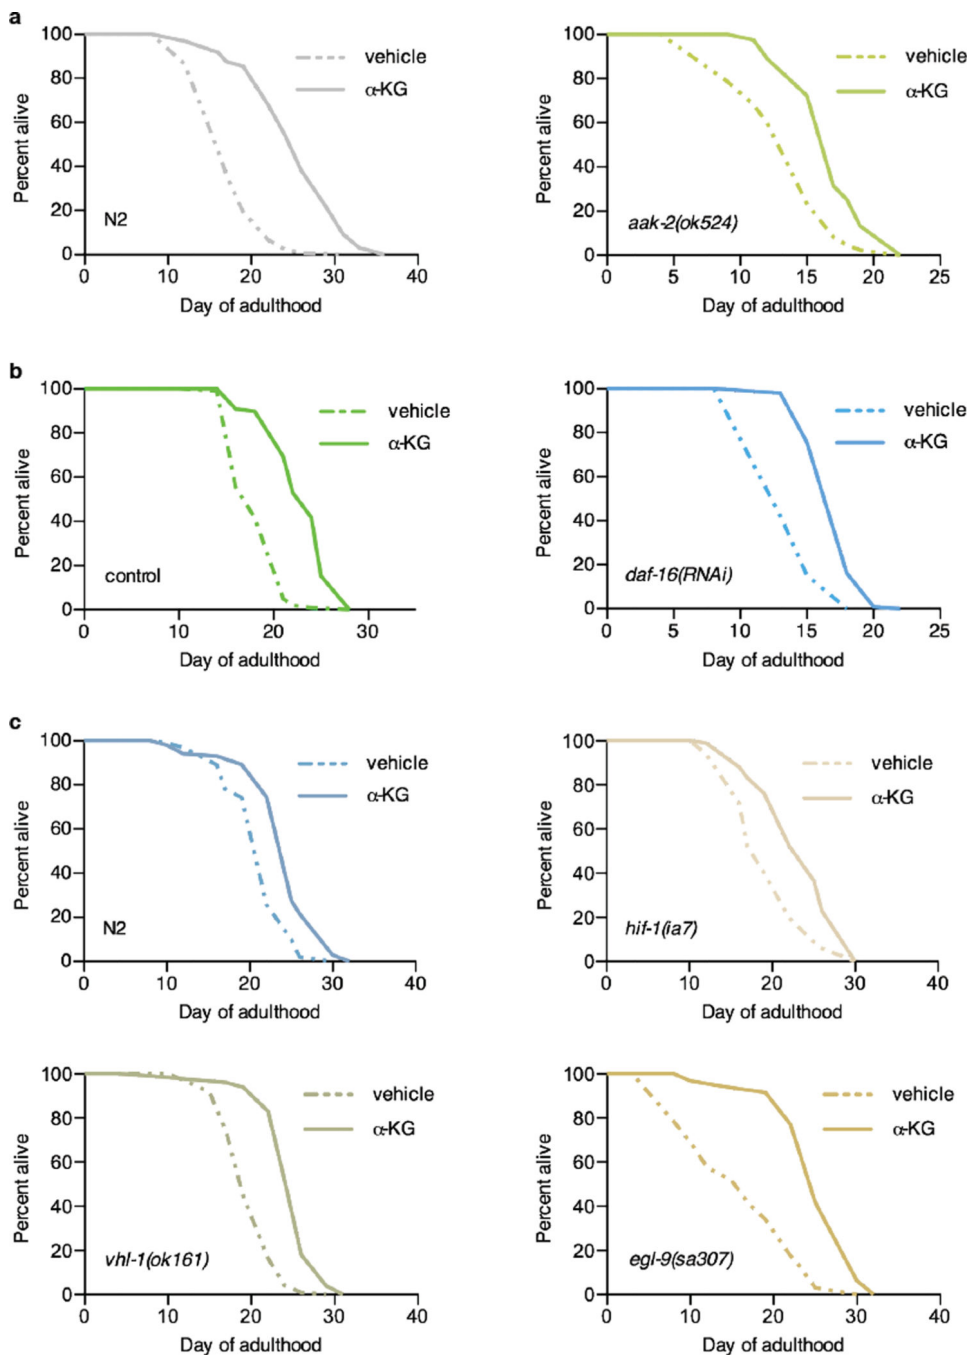 a
100
80
60
40
20
0
Percent alive
vehicle
α-KG
N2
0 10 20 30 40
Day of adulthood
100
80
60
40
20
0
Percent alive
vehicle
α-KG
aak-2(ok524)
0 5 10 15 20 25
Day of adulthood
b
100
80
60
40
20
0
Percent alive
vehicle
α-KG
control
0 10 20 30
Day of adulthood
100
80
60
40
20
0
Percent alive
vehicle
α-KG
daf-16(RNAi)
0 5 10 15 20 25
Day of adulthood
c
100
80
60
40
20
0
Percent alive
vehicle
α-KG
N2
0 10 20 30 40
Day of adulthood
100
80
60
40
20
0
Percent alive
vehicle
α-KG
hif-1(ia7)
0 10 20 30 40
Day of adulthood
100
80
60
40
20
0
Percent alive
vehicle
α-KG
vhl-1(ok161)
0 10 20 30 40
Day of adulthood
100
80
60
40
20
0
Percent alive
vehicle
α-KG
egl-9(sa307)
0 10 20 30 40
Day of adulthood